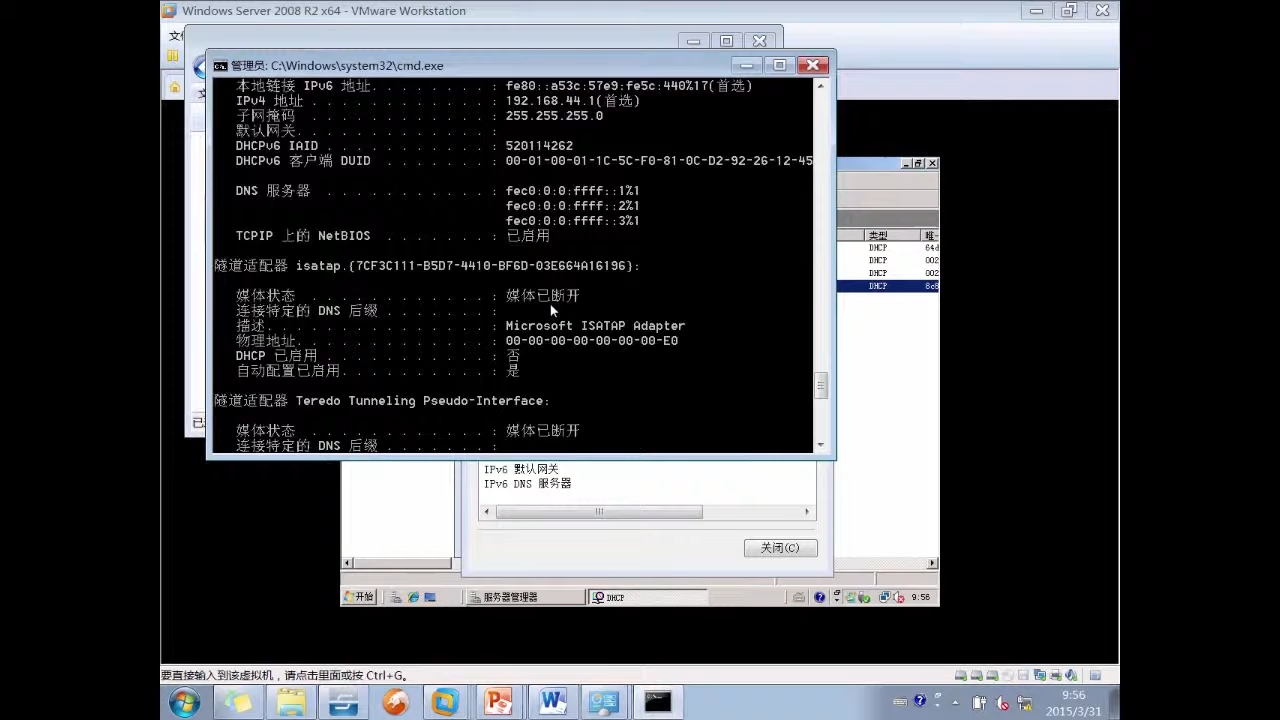 Windows Server 2008 R2 x64 - VMware Workstation
管理员: C:\Windows\system32\cmd.exe
本地链接 IPv6 地址. . . . . . . . : fe80::a53c:57e9:fe5c:440%17(首选)
IPv4 地址 . . . . . . . . . . . . : 192.168.44.1(首选)
子网掩码 . . . . . . . . . . . . : 255.255.255.0
默认网关. . . . . . . . . . . . . :
DHCPv6 IAID . . . . . . . . . . . : 520114262
DHCPv6 客户端 DUID . . . . . . . : 00-01-00-01-1C-5C-F0-81-0C-D2-92-26-12-45
DNS 服务器 . . . . . . . . . . . : fec0:0:0:ffff::1%1
fec0:0:0:ffff::2%1
fec0:0:0:ffff::3%1
TCPIP 上的 NetBIOS . . . . . . . : 已启用
隧道适配器 isatap.{7CF3C111-B5D7-4410-BF6D-03E664A16196}:
媒体状态 . . . . . . . . . . . . : 媒体已断开
连接特定的 DNS 后缀 . . . . . . . :
描述. . . . . . . . . . . . . . . : Microsoft ISATAP Adapter
物理地址. . . . . . . . . . . . . : 00-00-00-00-00-00-00-E0
DHCP 已启用 . . . . . . . . . . . : 否
自动配置已启用. . . . . . . . . . : 是
隧道适配器 Teredo Tunneling Pseudo-Interface:
媒体状态 . . . . . . . . . . . . : 媒体已断开
连接特定的 DNS 后缀 . . . . . . . :
类型
DHCP 64d
DHCP 002
DHCP 002
DHCP 8c8
IPv6 默认网关
IPv6 DNS 服务器
关闭(C)
开始 服务器管理器 DHCP 9:56
要直接输入到该虚拟机，请点击里面或按 Ctrl+G。
9:56
2015/3/31